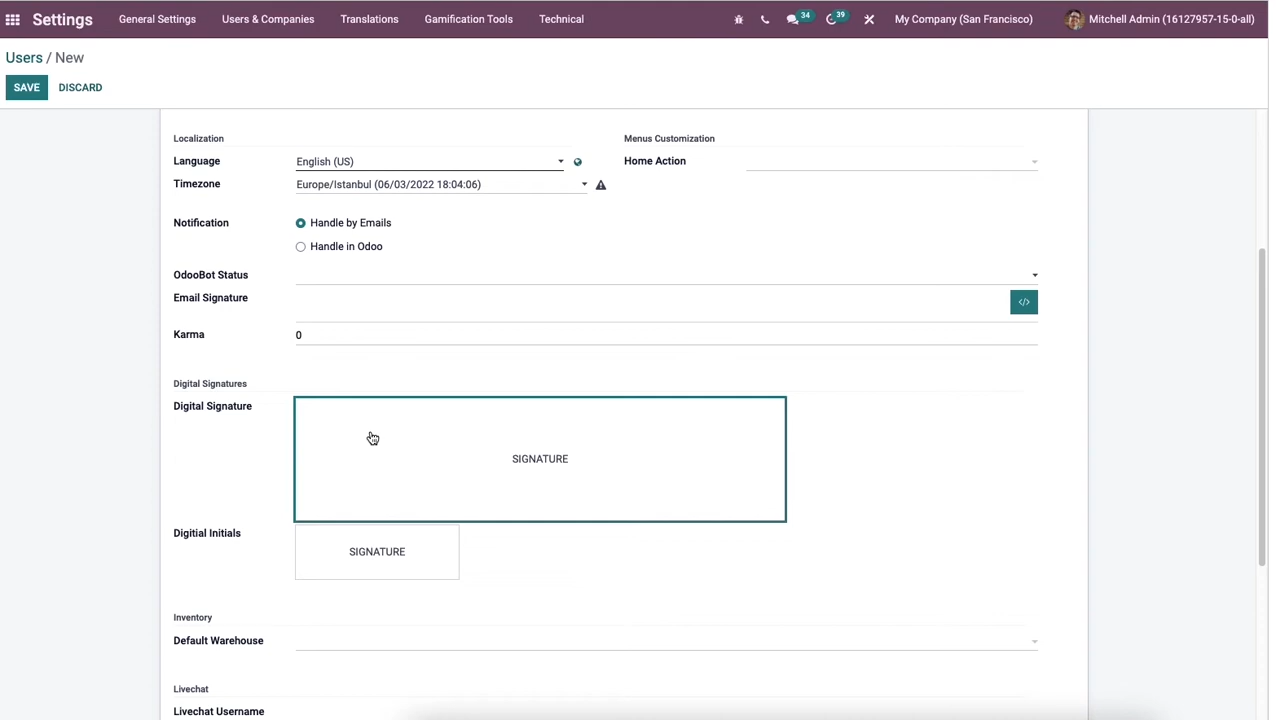 Settings General Settings Users & Companies Translations Gamification Tools Technical 34 39 My Company (San Francisco) Mitchell Admin (16127957-15-0-all)
Users / New
SAVE DISCARD
Localization Menus Customization
Language English (US) Home Action
Timezone Europe/Istanbul (06/03/2022 18:04:06)
Notification Handle by Emails
Handle in Odoo
OdooBot Status
Email Signature </>
Karma 0
Digital Signatures
Digital Signature
SIGNATURE
Digitial Initials
SIGNATURE
Inventory
Default Warehouse
Livechat
Livechat Username